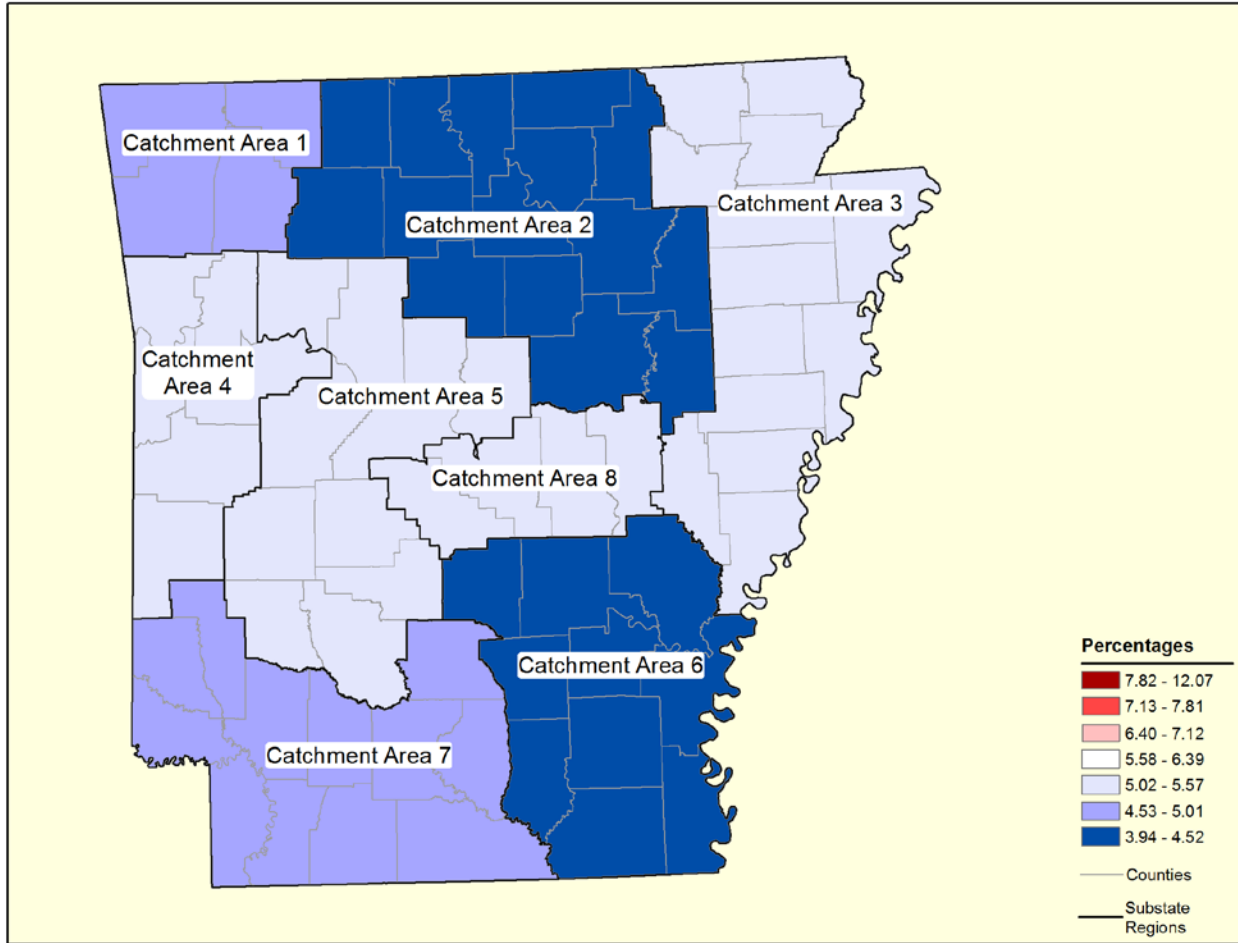 Catchment Area 1
Catchment Area 2
Catchment Area 3
Catchment
Area 4
Catchment Area 5
Catchment Area 8
Catchment Area 6
Catchment Area 7
Percentages
7.82 - 12.07
7.13 - 7.81
6.40 - 7.12
5.58 - 6.39
5.02 - 5.57
4.53 - 5.01
3.94 - 4.52
Counties
Substate
Regions